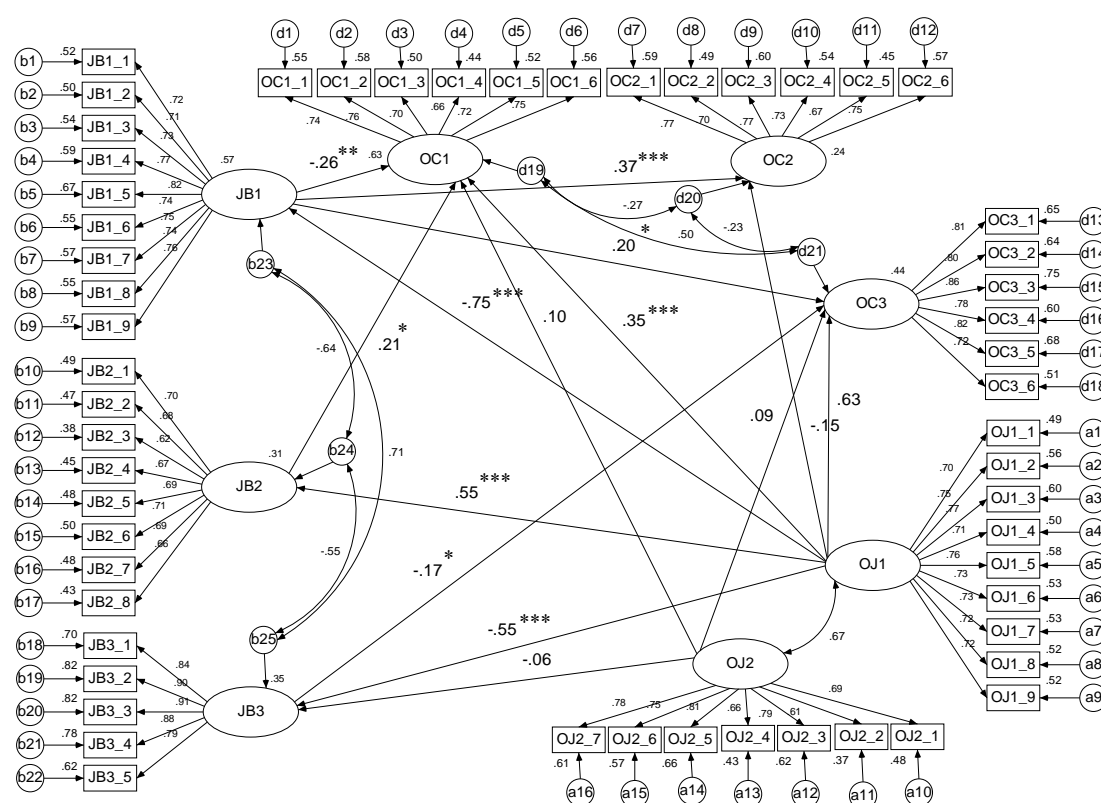 d1 d2 d3 d4 d5 d6 d7 d8 d9 d10 d11 d12
.55 .58 .50 .44 .52 .56 .59 .49 .60 .54 .45 .57
OC1_1 OC1_2 OC1_3 OC1_4 OC1_5 OC1_6 OC2_1 OC2_2 OC2_3 OC2_4 OC2_5 OC2_6
.74 .76 .70 .66 .72 .75 .77 .70 .77 .73 .67 .75
b1 .52 JB1_1 .72
b2 .50 JB1_2 .71
b3 .54 JB1_3 .73
b4 .59 JB1_4 .77
b5 .67 JB1_5 .82
b6 .55 JB1_6 .74
b7 .57 JB1_7 .75
b8 .55 JB1_8 .74
b9 .57 JB1_9 .76
.57 JB1
-.26**
.63 OC1
d19
.37***
OC2 .24
d20
-.27
-.23
.50
.20*
d21
b23
.44 OC3
OC3_1 .65 d13 .81
OC3_2 .64 d14 .80
OC3_3 .75 d15 .86
OC3_4 .60 d16 .78
OC3_5 .68 d17 .82
OC3_6 .51 d18 .72
-.64
.21*
-.75***
.10
.35***
.63
.09
-.15
b10 .49 JB2_1 .70
b11 .47 JB2_2 .68
b12 .38 JB2_3 .62
b13 .45 JB2_4 .67
b14 .48 JB2_5 .69
b15 .50 JB2_6 .71
b16 .48 JB2_7 .69
b17 .43 JB2_8 .66
.31 JB2
b24
.71
-.55
.55***
-.17*
-.55***
-.06
OJ1
OJ1_1 .49 a1 .70
OJ1_2 .56 a2 .75
OJ1_3 .60 a3 .77
OJ1_4 .50 a4 .71
OJ1_5 .58 a5 .76
OJ1_6 .53 a6 .73
OJ1_7 .53 a7 .73
OJ1_8 .52 a8 .72
OJ1_9 .52 a9 .72
b25
.67
OJ2
b18 .70 JB3_1 .84
b19 .82 JB3_2 .90
b20 .82 JB3_3 .91
b21 .78 JB3_4 .88
b22 .62 JB3_5 .79
.35 JB3
.78 .75 .81 .66 .79 .61 .69
OJ2_7 OJ2_6 OJ2_5 OJ2_4 OJ2_3 OJ2_2 OJ2_1
.61 .57 .66 .43 .62 .37 .48
a16 a15 a14 a13 a12 a11 a10